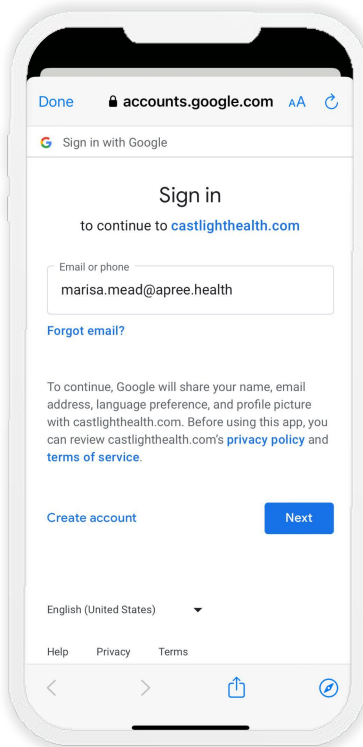 Done accounts.google.com AA
Sign in with Google
Sign in
to continue to castlighthealth.com
Email or phone
marisa.mead@apree.health
Forgot email?
To continue, Google will share your name, email
address, language preference, and profile picture
with castlighthealth.com. Before using this app, you
can review castlighthealth.com’s privacy policy and
terms of service.
Create account Next
English (United States)
Help Privacy Terms